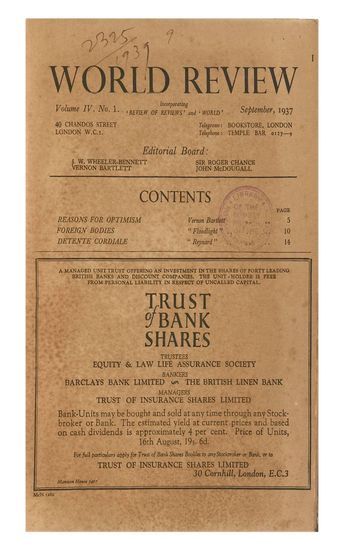 2325
1939
9
1
WORLD REVIEW
Incorporating
Volume IV. No. 1. 'REVIEW OF REVIEWS' and 'WORLD' September, 1937
40 CHANDOS STREET
LONDON W.C.2.
Telegrams: BOOKSTORE, LONDON
Telephone: TEMPLE BAR
Editorial Board:
J. W. WHEELER-BENNETT SIR ROGER CHANCE
VERNON BARTLETT JOHN McDOUGALL
CONTENTS
PAGE
REASONS FOR OPTIMISM Vernon Bartlett 5
FOREIGN BODIES "Floodlight" 10
DETENTE CORDIALE "Reynard" 14
A MANAGED UNIT TRUST OFFERING AN INVESTMENT IN THE SHARES OF FORTY LEADING
BRITISH BANKS AND DISCOUNT COMPANIES. THE UNIT-HOLDER IS FREE
FROM PERSONAL LIABILITY IN RESPECT OF UNCALLED CAPITAL.
TRUST
of BANK
SHARES
TRUSTEES
EQUITY & LAW LIFE ASSURANCE SOCIETY
BANKERS
BARCLAYS BANK LIMITED THE BRITISH LINEN BANK
MANAGERS
TRUST OF INSURANCE SHARES LIMITED
Bank-Units may be bought and sold at any time through any Stock-
broker or Bank. The estimated yield at current prices and based
on cash dividends is approximately 4 per cent. Price of Units,
16th August, 19s. 6d.
For full particulars apply for Trust of Bank Shares Booklet to any Stockbroker or Bank, or to
TRUST OF INSURANCE SHARES LIMITED
30 Cornhill, London, E.C.3
Mansion House